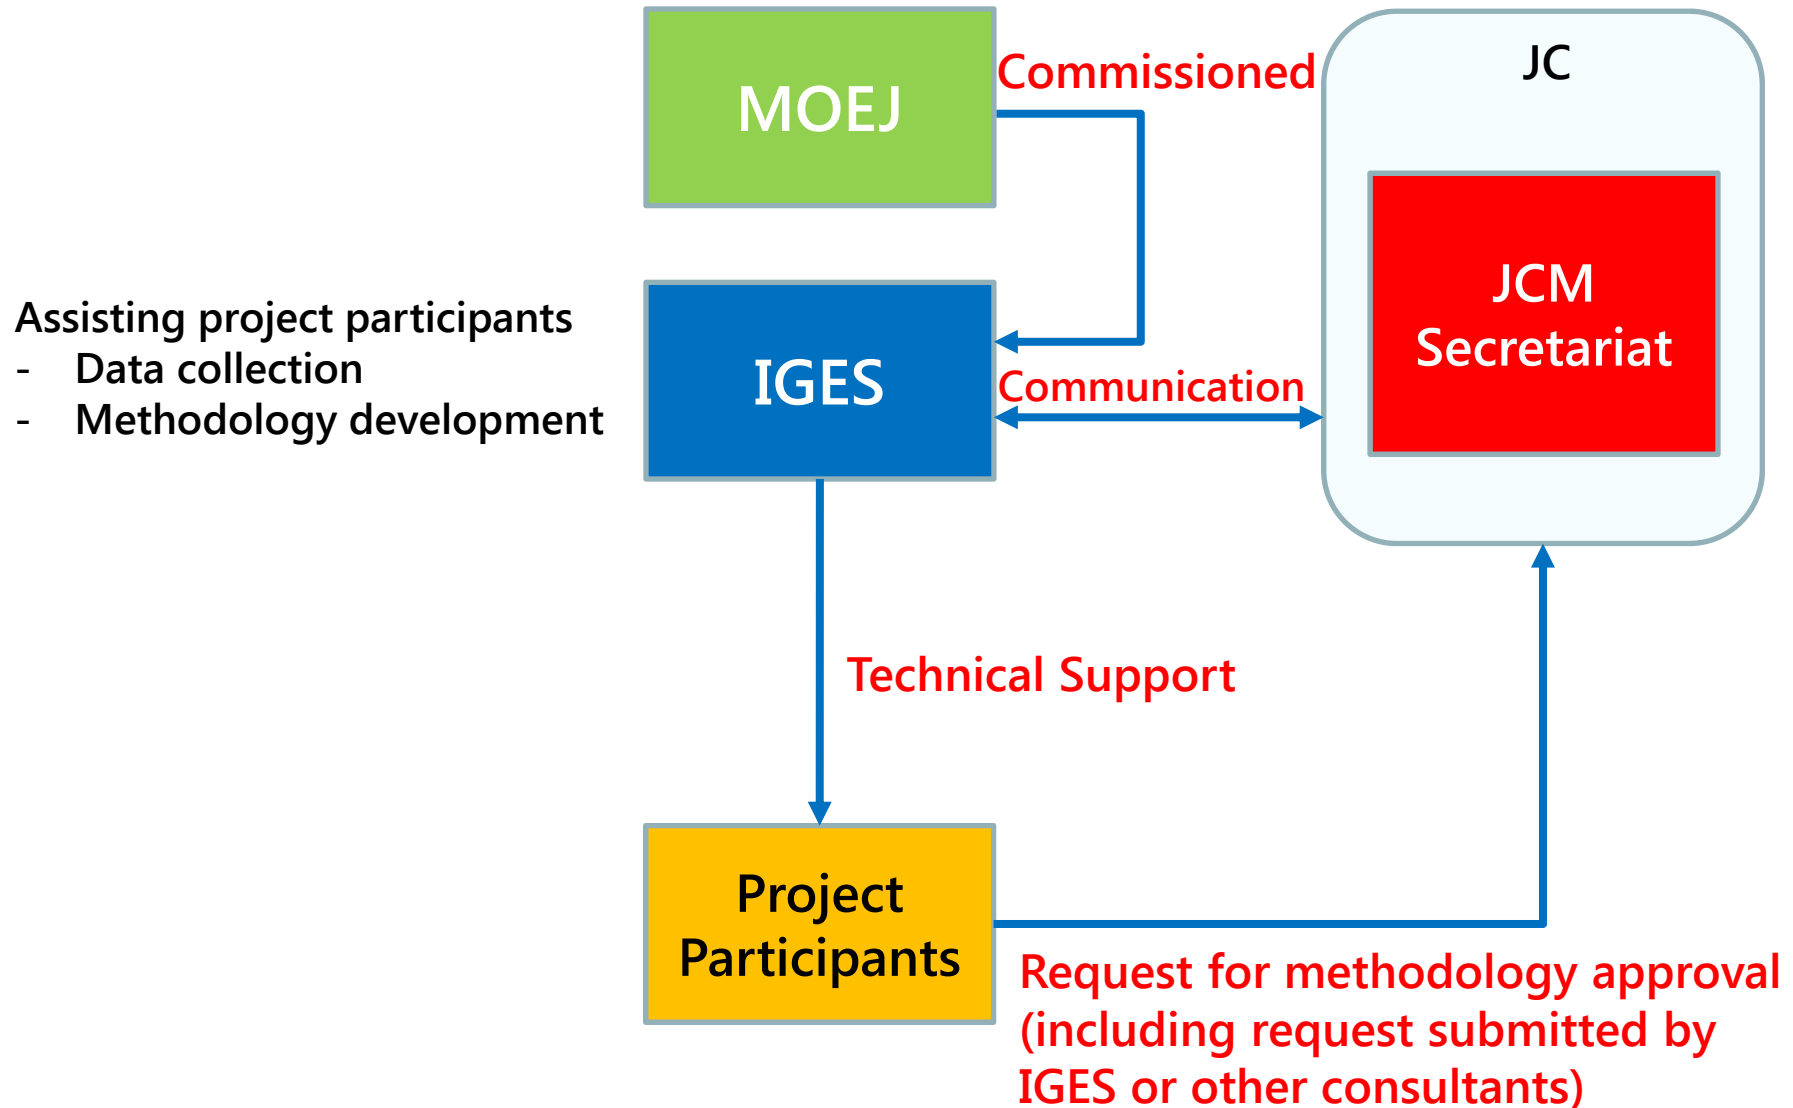 MOEJ
Commissioned
JC
JCM
Secretariat
Assisting project participants
- Data collection
- Methodology development
IGES
Communication
Technical Support
Project
Participants
Request for methodology approval
(including request submitted by
IGES or other consultants)